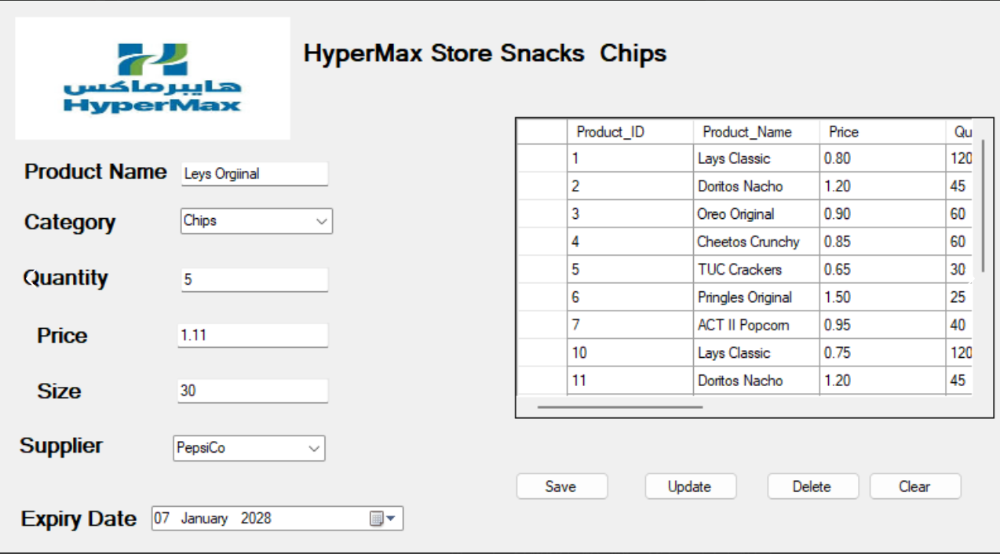 هايبرماكس
HyperMax
HyperMax Store Snacks Chips
Product Name Leys Orgiinal
Category Chips
Quantity 5
Price 1.11
Size 30
Supplier PepsiCo
Expiry Date 07 January 2028
Product_ID Product_Name Price Qu
1 Lays Classic 0.80 120
2 Doritos Nacho 1.20 45
3 Oreo Original 0.90 60
4 Cheetos Crunchy 0.85 60
5 TUC Crackers 0.65 30
6 Pringles Original 1.50 25
7 ACT II Popcorn 0.95 40
10 Lays Classic 0.75 120
11 Doritos Nacho 1.20 45
Save Update Delete Clear